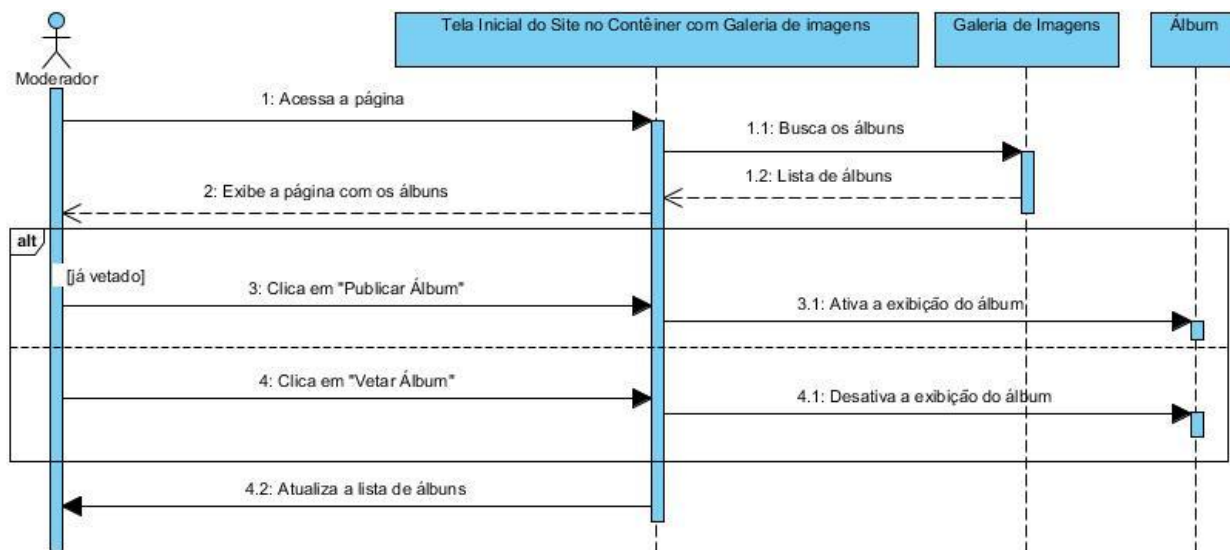 Moderador
Tela Inicial do Site no Contêiner com Galeria de imagens
Galeria de Imagens
Álbum
1: Acessa a página
1.1: Busca os álbuns
1.2: Lista de álbuns
2: Exibe a página com os álbuns
alt
[já vetado]
3: Clica em "Publicar Álbum"
3.1: Ativa a exibição do álbum
4: Clica em "Vetar Álbum"
4.1: Desativa a exibição do álbum
4.2: Atualiza a lista de álbuns